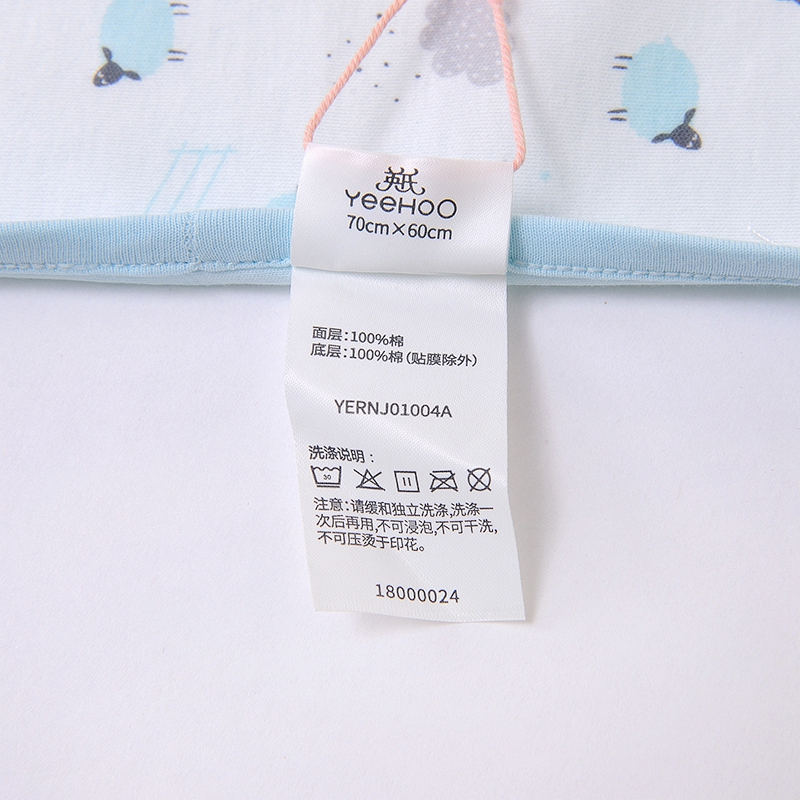 英氏
YeeHoO
70cm×60cm
面层:100%棉
底层:100%棉(贴膜除外)
YERNJ01004A
洗涤说明:
30
注意:请缓和独立洗涤,洗涤一
次后再用,不可浸泡,不可干洗,
不可压烫于印花。
18000024